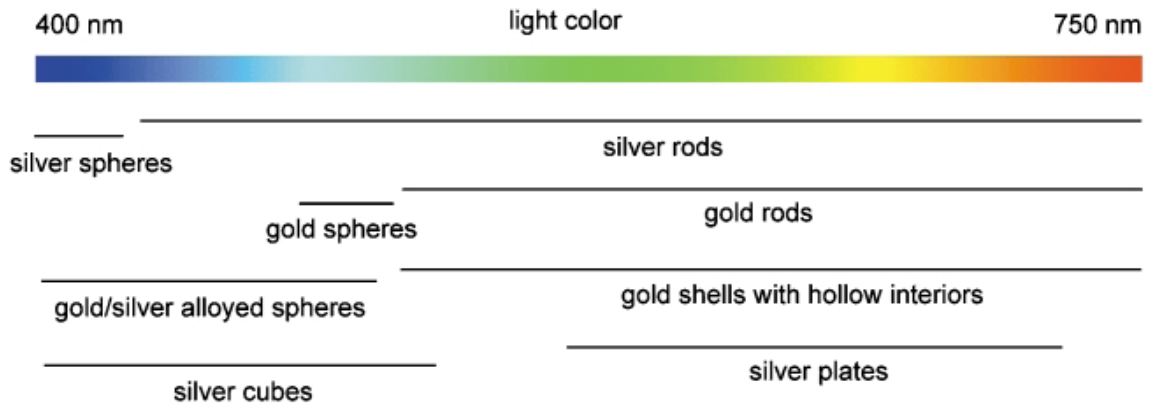 400 nm light color 750 nm
silver rods
silver spheres
gold rods
gold spheres
gold shells with hollow interiors
gold/silver alloyed spheres
silver plates
silver cubes